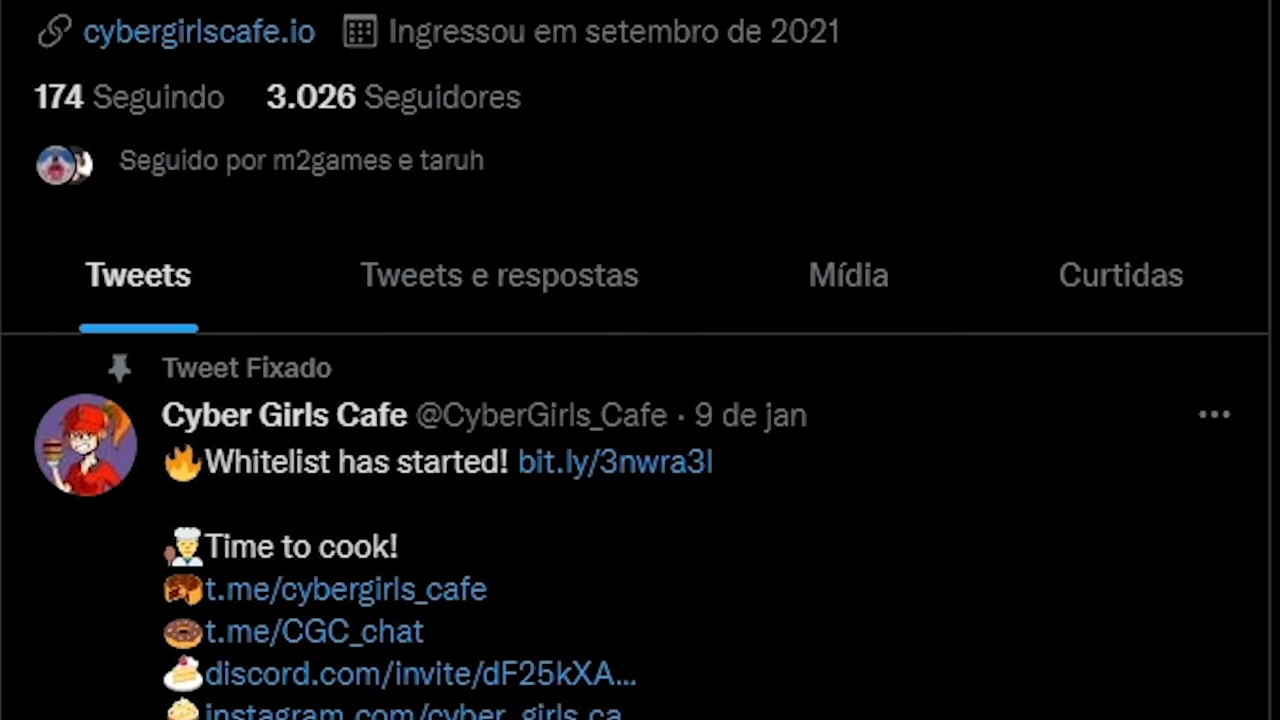 cybergirlscafe.io Ingressou em setembro de 2021
174 Seguindo 3.026 Seguidores
Seguido por m2games e taruh
Tweets Tweets e respostas Mídia Curtidas
Tweet Fixado
Cyber Girls Cafe @CyberGirls_Cafe · 9 de jan
🔥Whitelist has started! bit.ly/3nwra3l
👨‍🍳Time to cook!
🥮t.me/cybergirls_cafe
🍩t.me/CGC_chat
🍰discord.com/invite/dF25kXA...
🧁instagram.com/cyber_girls_ca